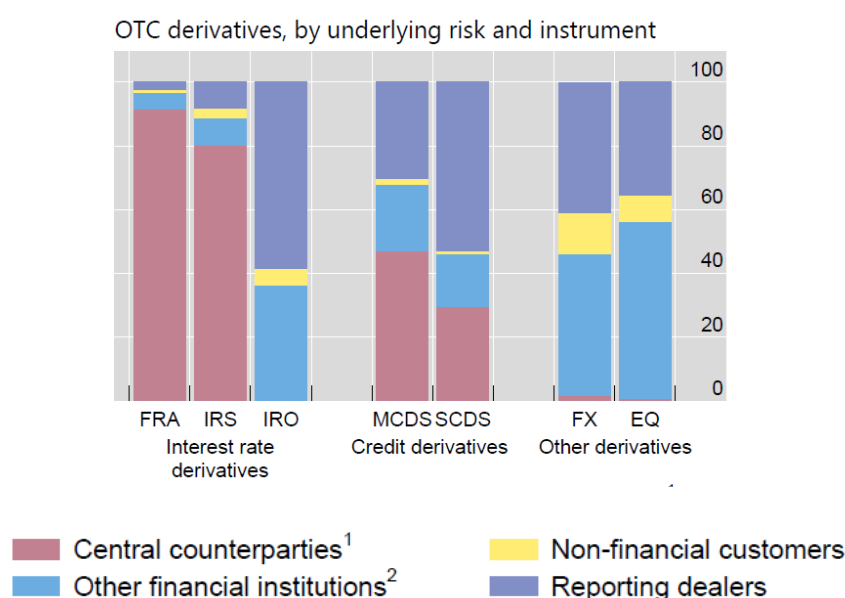 OTC derivatives, by underlying risk and instrument
100
80
60
40
20
0
FRA IRS IRO MCDS SCDS FX EQ
Interest rate derivatives Credit derivatives Other derivatives
1
Central counterparties1 Non-financial customers
Other financial institutions2 Reporting dealers